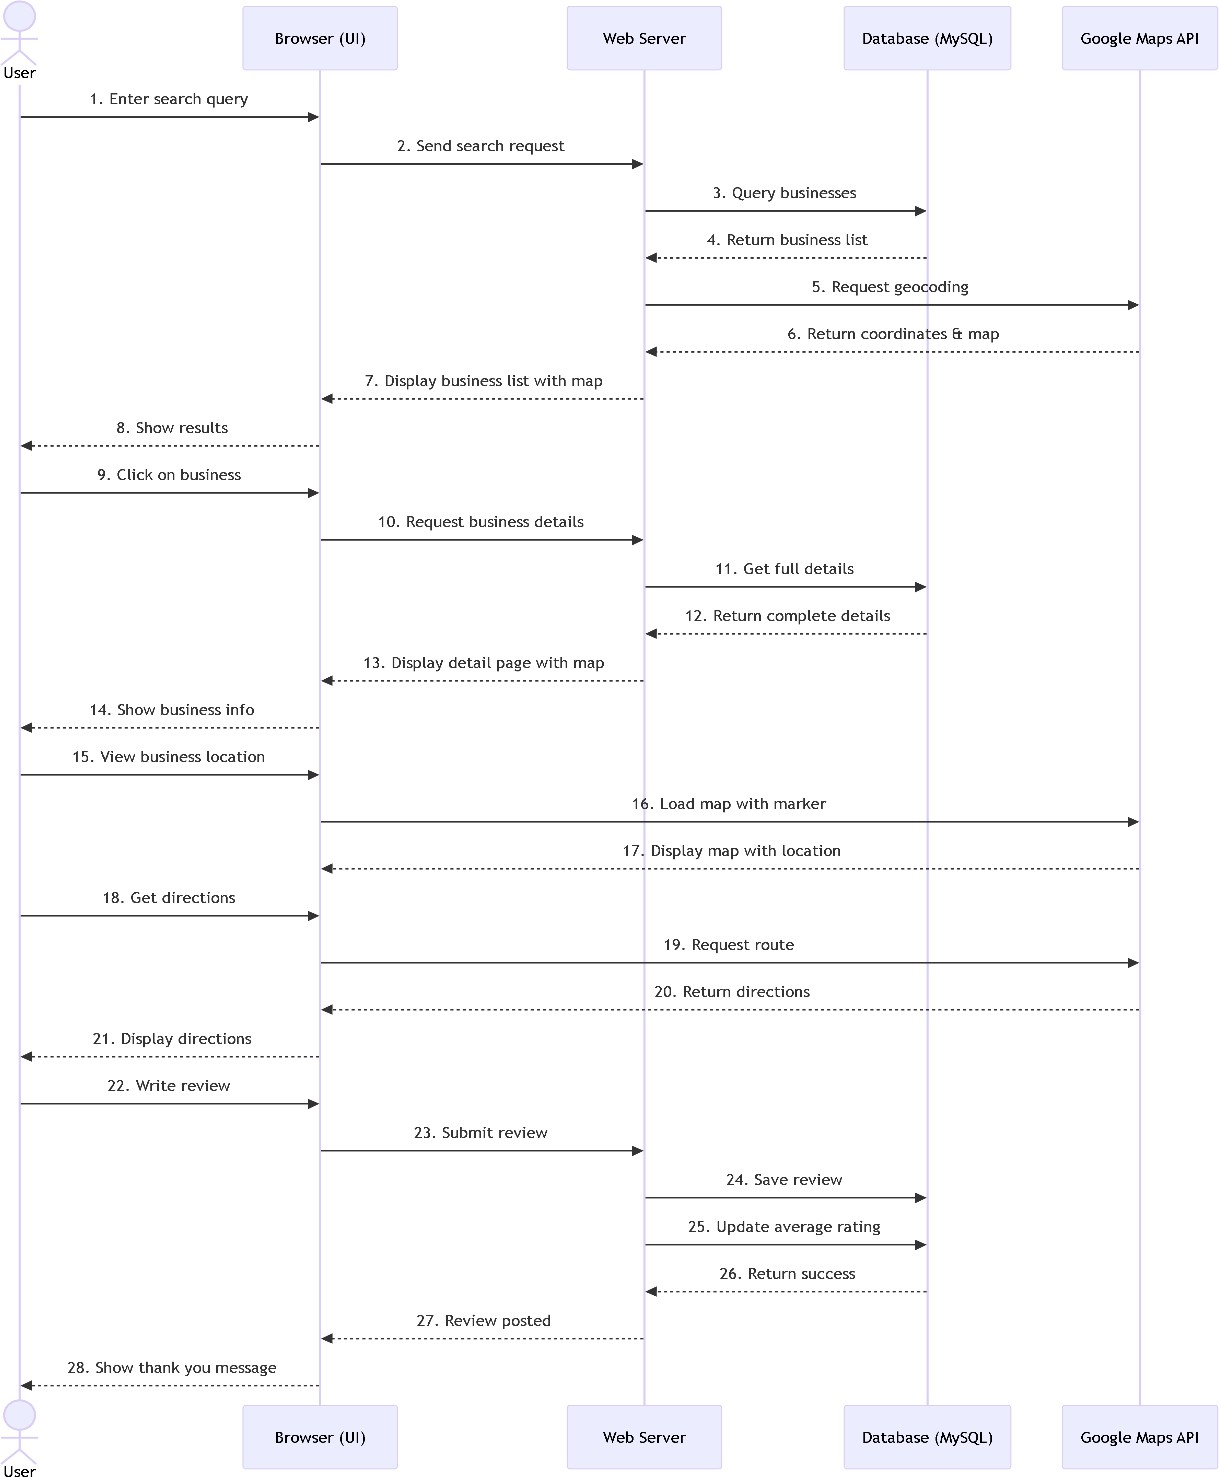 User
Browser (UI)
Web Server
Database (MySQL)
Google Maps API
1. Enter search query
2. Send search request
3. Query businesses
4. Return business list
5. Request geocoding
6. Return coordinates & map
7. Display business list with map
8. Show results
9. Click on business
10. Request business details
11. Get full details
12. Return complete details
13. Display detail page with map
14. Show business info
15. View business location
16. Load map with marker
17. Display map with location
18. Get directions
19. Request route
20. Return directions
21. Display directions
22. Write review
23. Submit review
24. Save review
25. Update average rating
26. Return success
27. Review posted
28. Show thank you message
User
Browser (UI)
Web Server
Database (MySQL)
Google Maps API